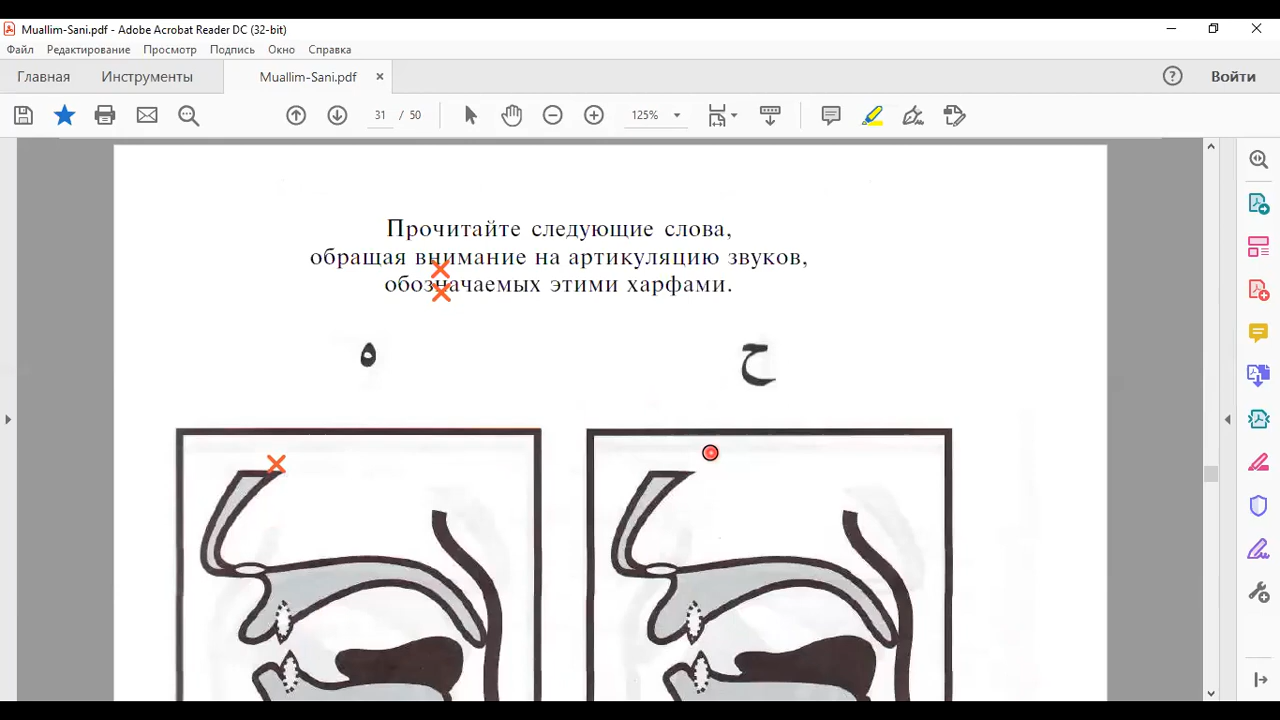 Muallim-Sani.pdf - Adobe Acrobat Reader DC (32-bit)
Файл Редактирование Просмотр Подпись Окно Справка
Главная Инструменты Muallim-Sani.pdf × Войти
31 / 50 125%
Прочитайте следующие слова,
обращая внимание на артикуляцию звуков,
обозначаемых этими харфами.
ه ح